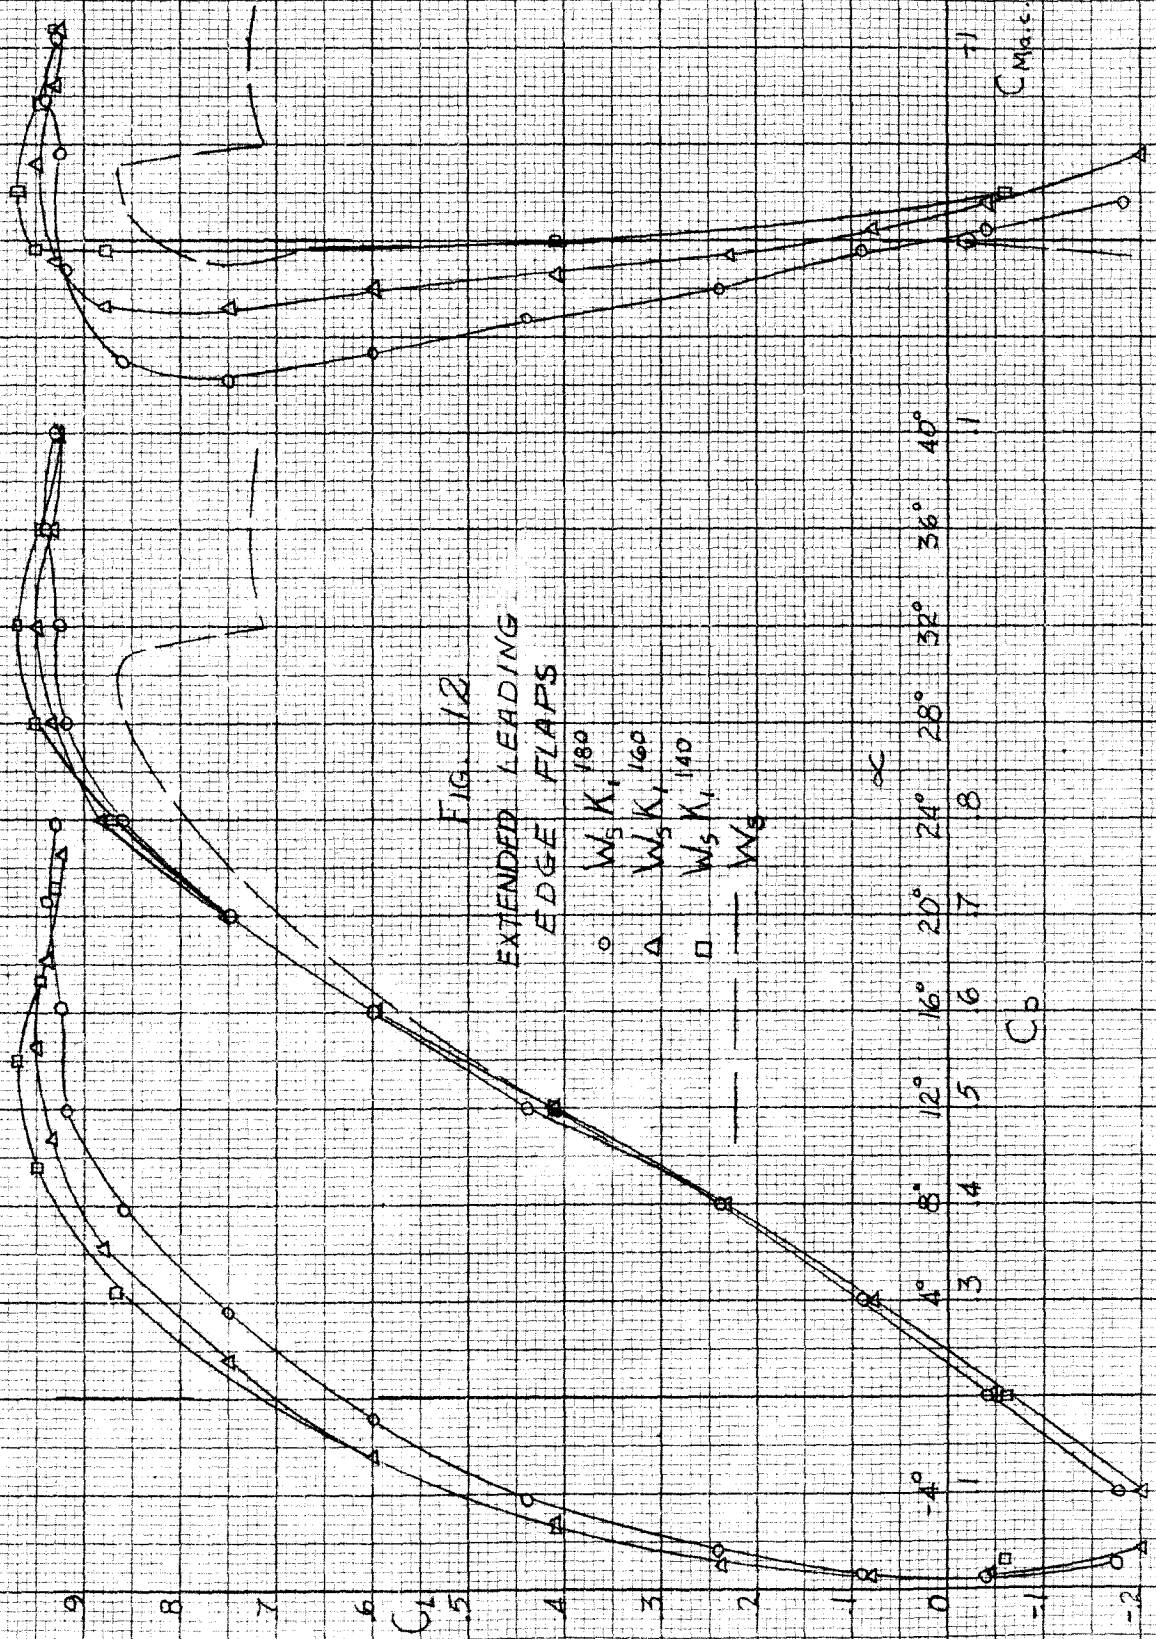 FIG. 12
EXTENDED LEADING
EDGE FLAPS
○ W5 K1 180
△ W5 K1 160
□ W5 K1 140
— — — W5
CL
.9
.8
.7
.6
.5
.4
.3
.2
.1
0
-.1
-.2
-4° 4° 8° 12° 16° 20° 24° 28° 32° 36° 40°
α
.1 .3 .4 .5 .6 .7 .8
CD
.1 -.1
CMa.c.